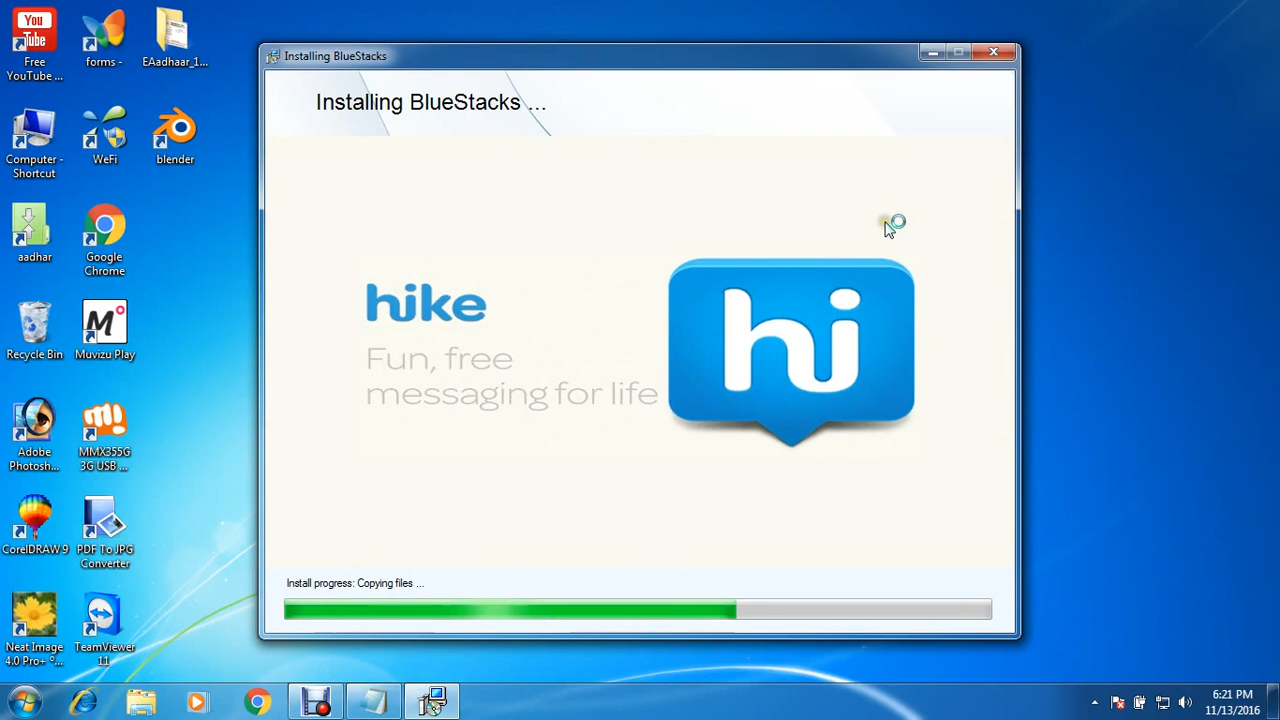 You
Tube
Free
YouTube ...
forms -
EAadhaar_1...
Computer -
Shortcut
WeFi
blender
aadhar
Google
Chrome
Recycle Bin
M
Muvizu Play
Adobe
Photosh...
MMX355G
3G USB ...
CorelDRAW 9
PDF To JPG
Converter
Neat Image
4.0 Pro+ °...
TeamViewer
11
Installing BlueStacks
Installing BlueStacks ...
hike
Fun, free
messaging for life
hi
Install progress: Copying files ...
6:21 PM
11/13/2016